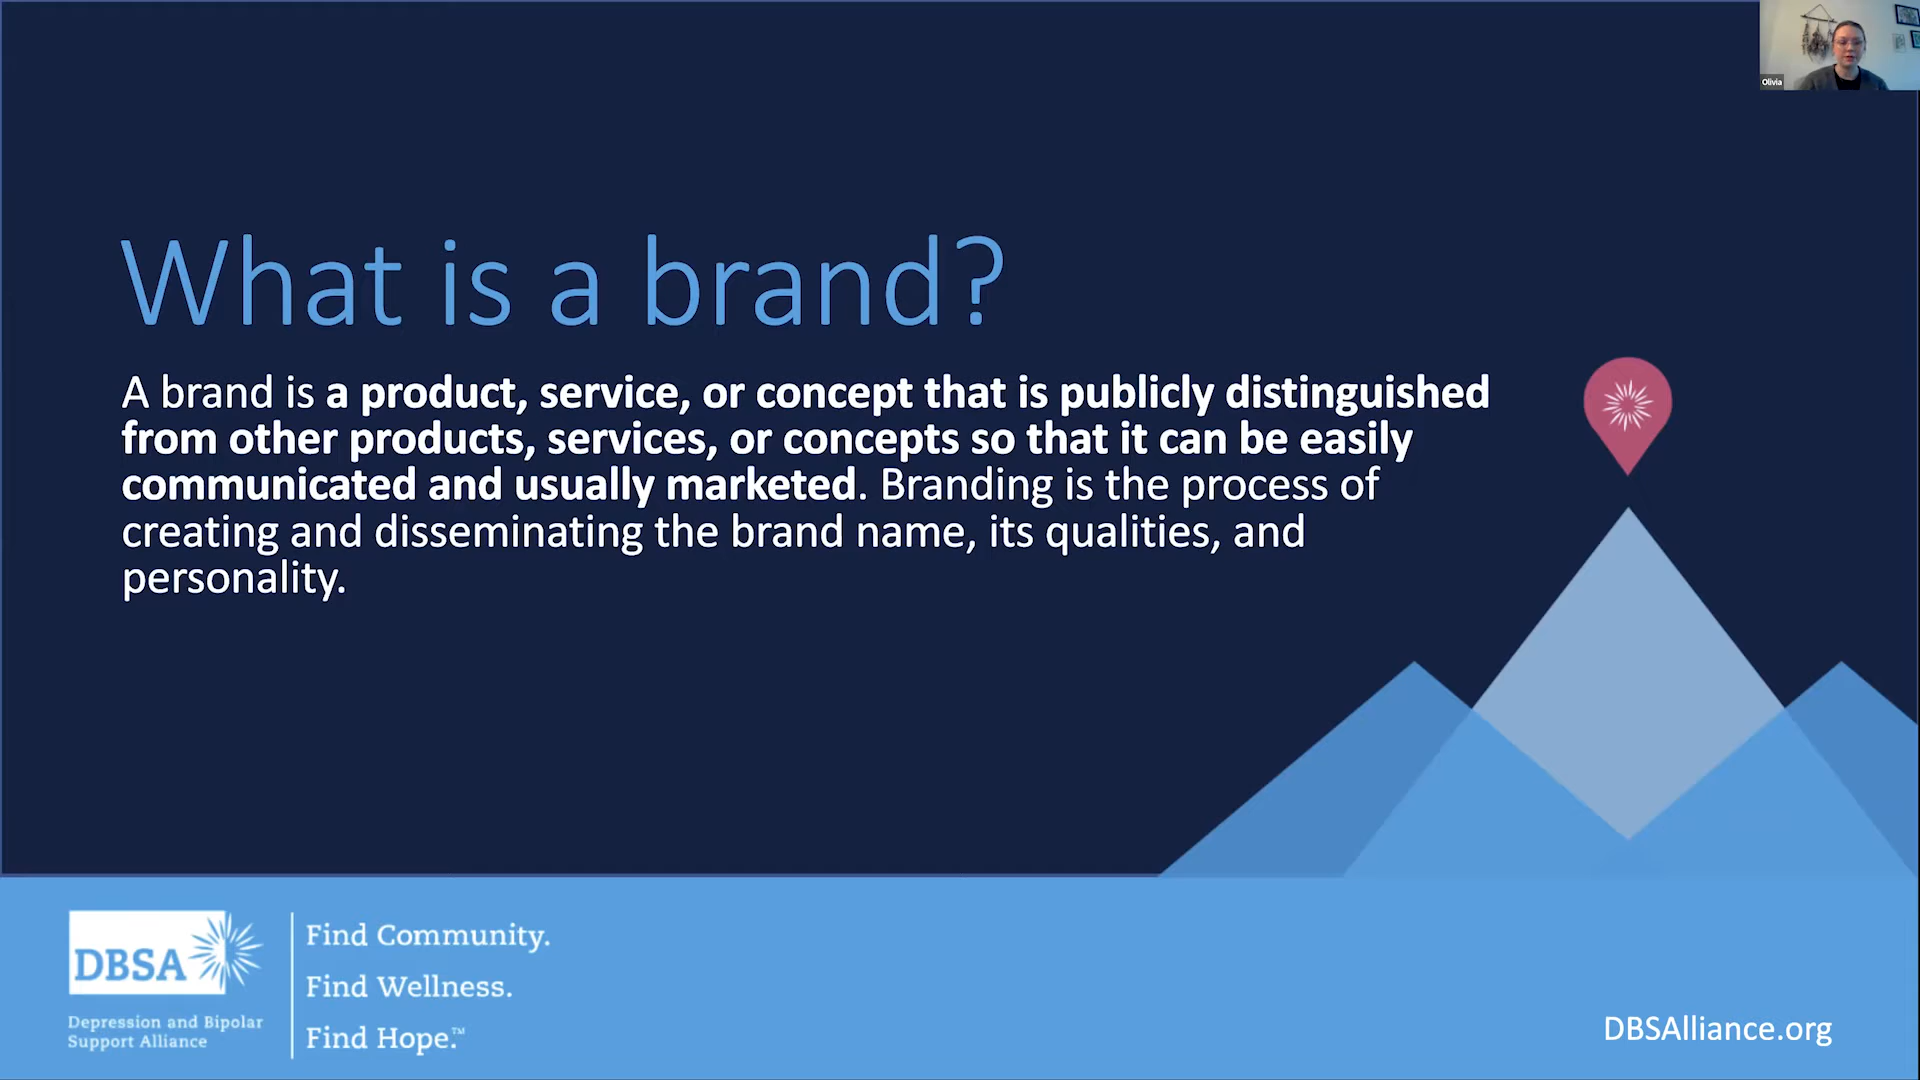 Olivia
What is a brand?
A brand is a product, service, or concept that is publicly distinguished
from other products, services, or concepts so that it can be easily
communicated and usually marketed. Branding is the process of
creating and disseminating the brand name, its qualities, and
personality.
DBSA
Depression and Bipolar
Support Alliance
Find Community.
Find Wellness.
Find Hope.™
DBSAlliance.org